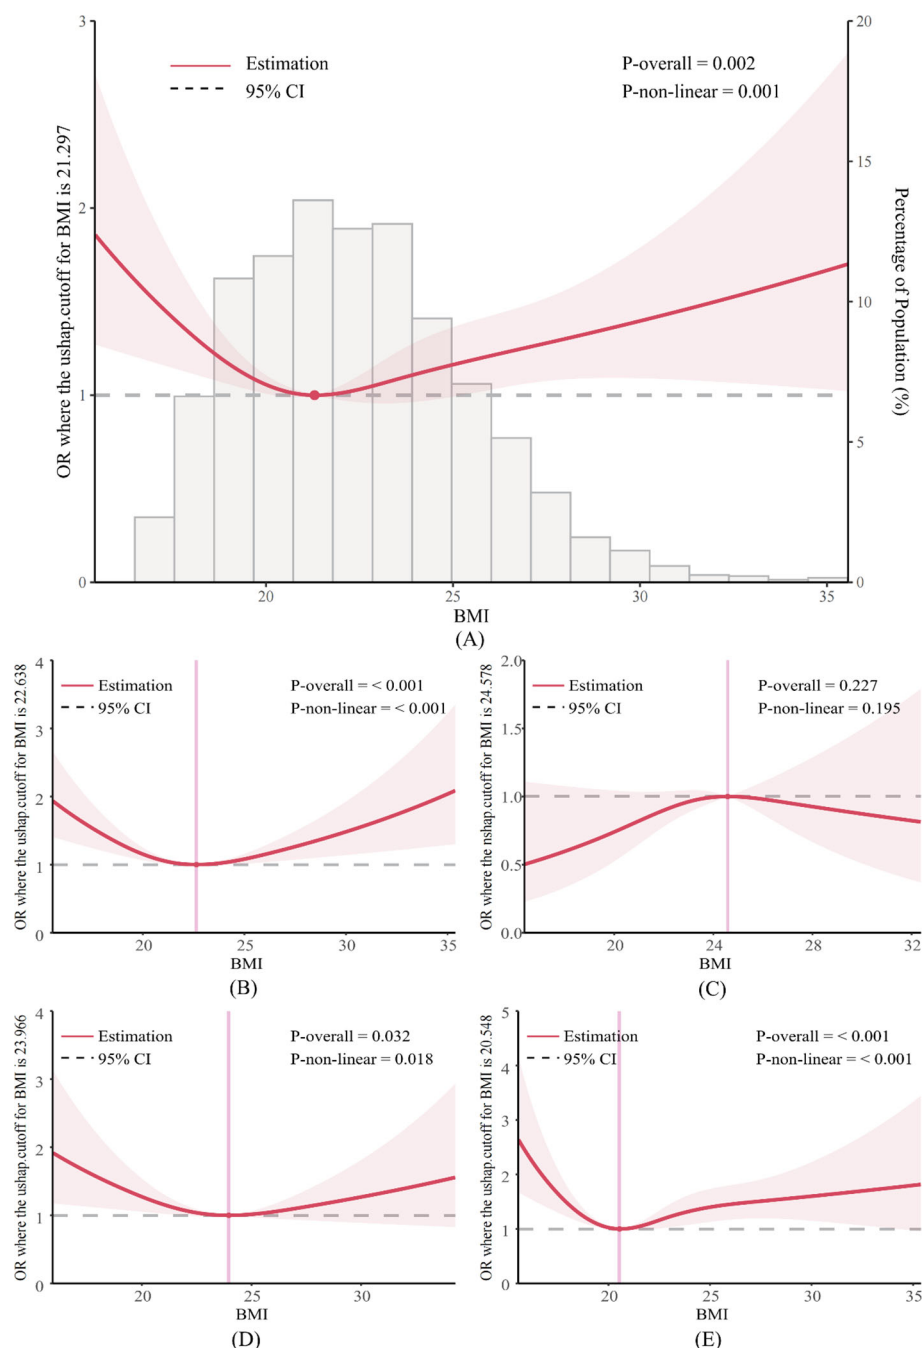 3
2
1
0
OR where the ushap.cutoff for BMI is 21.297
Estimation
95% CI
P-overall = 0.002
P-non-linear = 0.001
20
15
10
5
0
Percentage of Population (%)
20
25
30
35
BMI
(A)
4
3
2
1
0
OR where the ushap.cutoff for BMI is 22.638
Estimation
95% CI
P-overall = < 0.001
P-non-linear = < 0.001
20
25
30
35
BMI
(B)
2.0
1.5
1.0
0.5
0.0
OR where the nshap.cutoff for BMI is 24.578
Estimation
95% CI
P-overall = 0.227
P-non-linear = 0.195
20
24
28
32
BMI
(C)
4
3
2
1
0
OR where the ushap.cutoff for BMI is 23.966
Estimation
95% CI
P-overall = 0.032
P-non-linear = 0.018
20
25
30
BMI
(D)
5
4
3
2
1
0
OR where the ushap.cutoff for BMI is 20.548
Estimation
95% CI
P-overall = < 0.001
P-non-linear = < 0.001
20
25
30
35
BMI
(E)